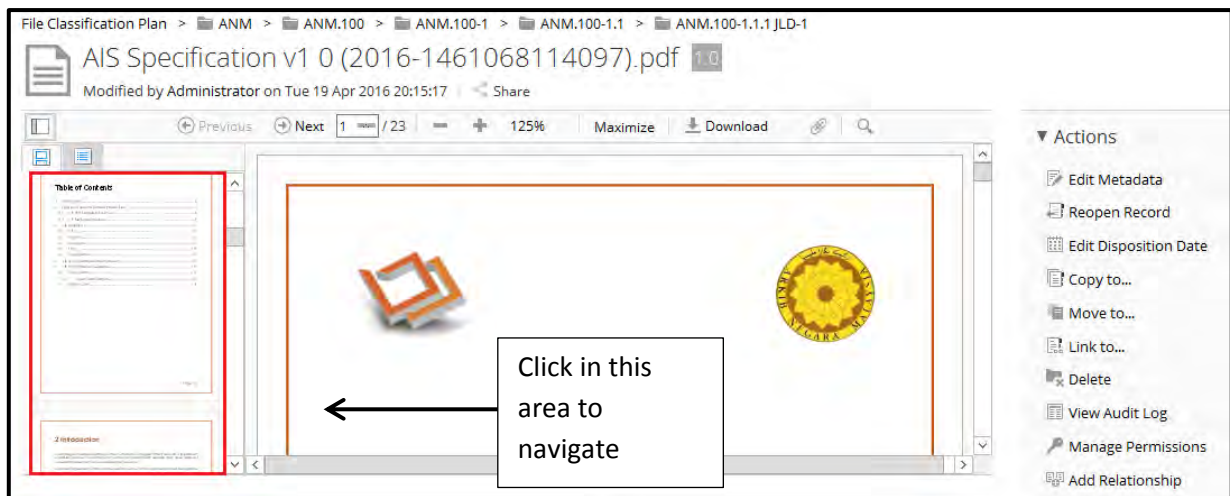 File Classification Plan > ANM > ANM.100 > ANM.100-1 > ANM.100-1.1 > ANM.100-1.1.1 JLD-1
AIS Specification v1 0 (2016-1461068114097).pdf 1.0
Modified by Administrator on Tue 19 Apr 2016 20:15:17 Share
Previous Next 1 / 23 125% Maximize Download
Actions
Edit Metadata
Reopen Record
Edit Disposition Date
Copy to...
Move to...
Link to...
Delete
View Audit Log
Manage Permissions
Add Relationship
Table of Contents
2 Introduction
ARKIB NEGARA MALAYSIA
Click in this
area to
navigate